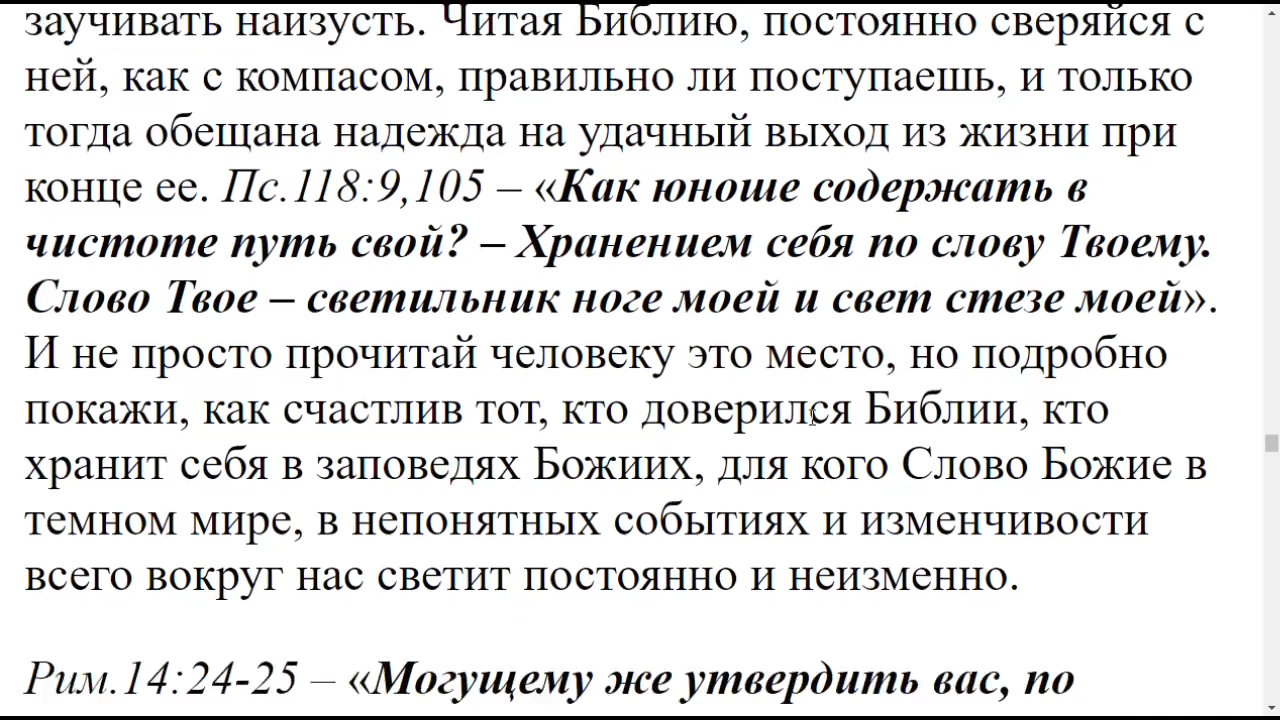 заучивать наизусть. Читая Библию, постоянно сверяйся с
ней, как с компасом, правильно ли поступаешь, и только
тогда обещана надежда на удачный выход из жизни при
конце ее. Пс.118:9,105 – «Как юноше содержать в
чистоте путь свой? – Хранением себя по слову Твоему.
Слово Твое – светильник ноге моей и свет стезе моей».
И не просто прочитай человеку это место, но подробно
покажи, как счастлив тот, кто доверился Библии, кто
хранит себя в заповедях Божиих, для кого Слово Божие в
темном мире, в непонятных событиях и изменчивости
всего вокруг нас светит постоянно и неизменно.
Рим.14:24-25 – «Могущему же утвердить вас, по